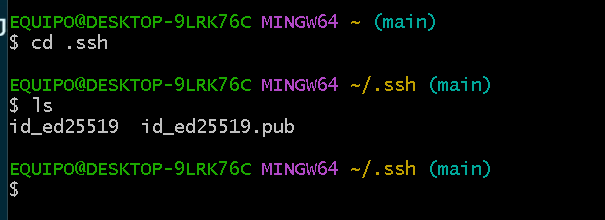 EQUIPO@DESKTOP-9LRK76C MINGW64 ~ (main)
$ cd .ssh
EQUIPO@DESKTOP-9LRK76C MINGW64 ~/.ssh (main)
$ ls
id_ed25519  id_ed25519.pub
EQUIPO@DESKTOP-9LRK76C MINGW64 ~/.ssh (main)
$